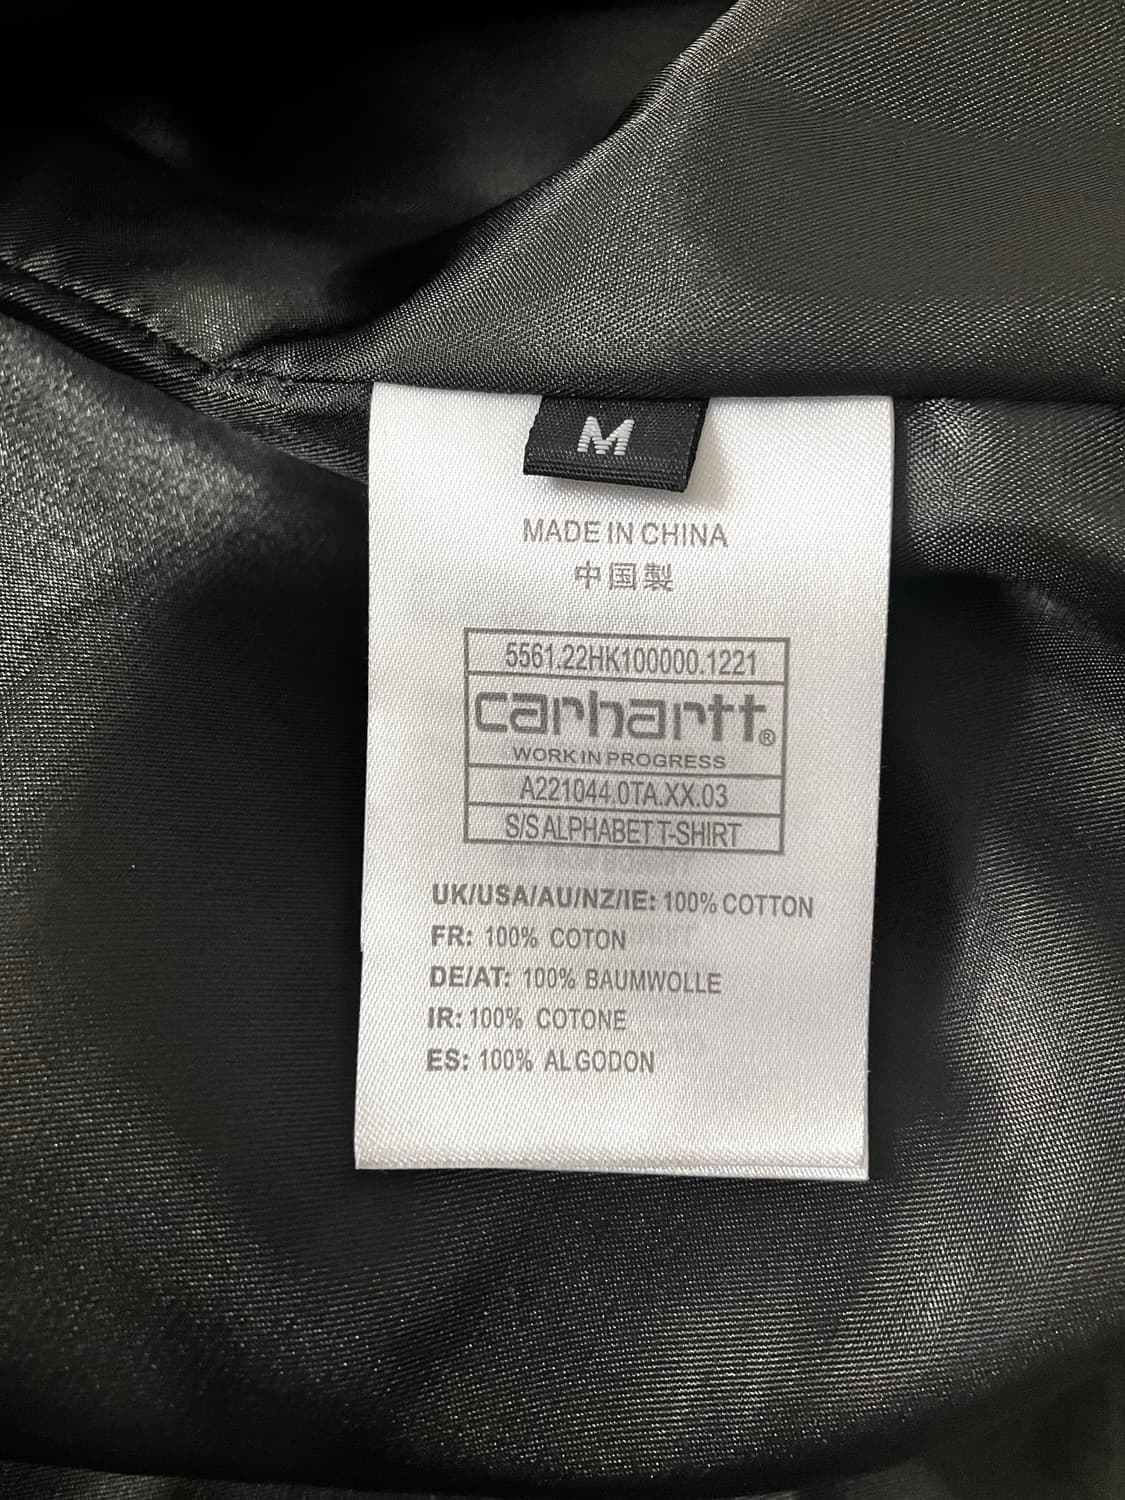 M
MADE IN CHINA
中国製
5561.22HK100000.1221
carhartt®
WORK IN PROGRESS
A221044.0TA.XX.03
S/S ALPHABET T-SHIRT
UK/USA/AU/NZ/IE: 100% COTTON
FR: 100% COTON
DE/AT: 100% BAUMWOLLE
IR: 100% COTONE
ES: 100% ALGODON